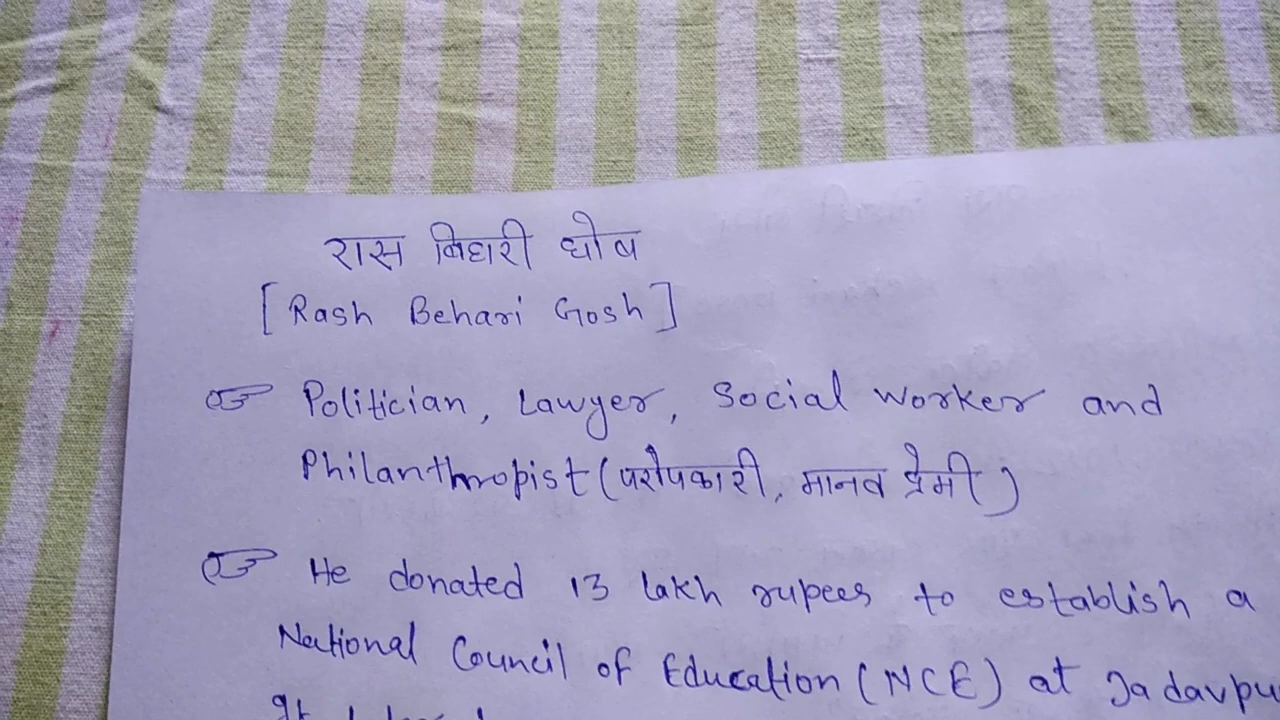 रास बिहारी घोष
[Rash Behari Gosh]
☞ Politician, Lawyer, Social worker and
Philanthropist (परोपकारी, मानव प्रेमी)
☞ He donated 13 lakh rupees to establish a
National Council of Education (NCE) at Jadavpu
It